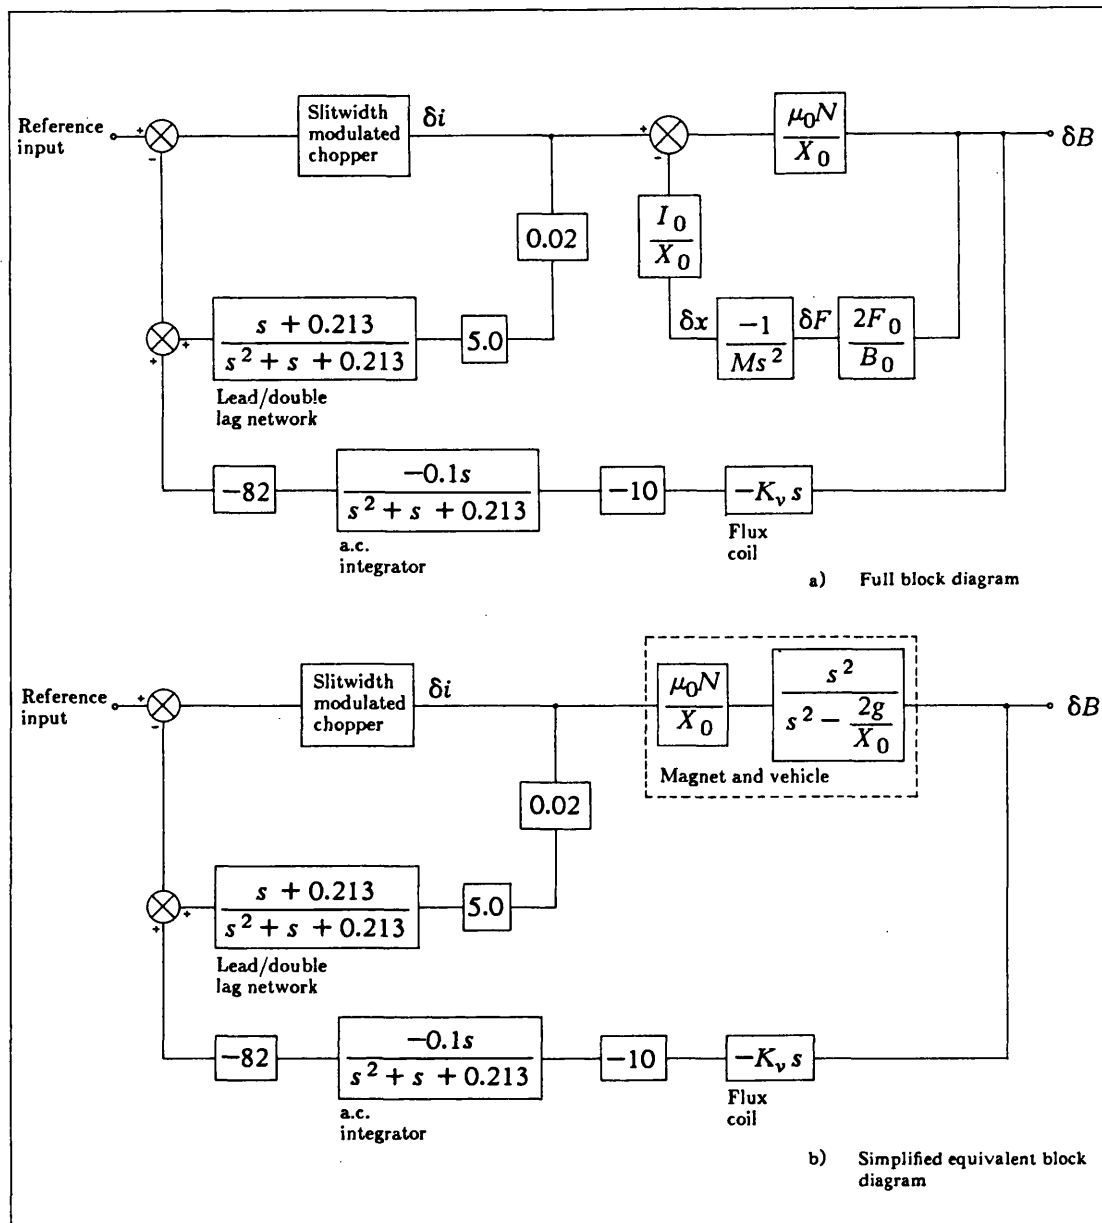 Reference
input
+
-
Slitwidth
modulated
chopper
δi
+
-
μ₀N
X₀
δB
0.02
I₀
X₀
δx
-1
Ms²
δF
2F₀
B₀
+
+
s + 0.213
s² + s + 0.213
5.0
Lead/double
lag network
-82
-0.1s
s² + s + 0.213
-10
-Kᵥ s
a.c.
integrator
Flux
coil
a) Full block diagram
Reference
input
+
-
Slitwidth
modulated
chopper
δi
μ₀N
X₀
s²
s² - 2g
X₀
δB
Magnet and vehicle
0.02
+
+
s + 0.213
s² + s + 0.213
5.0
Lead/double
lag network
-82
-0.1s
s² + s + 0.213
-10
-Kᵥ s
a.c.
integrator
Flux
coil
b) Simplified equivalent block
diagram